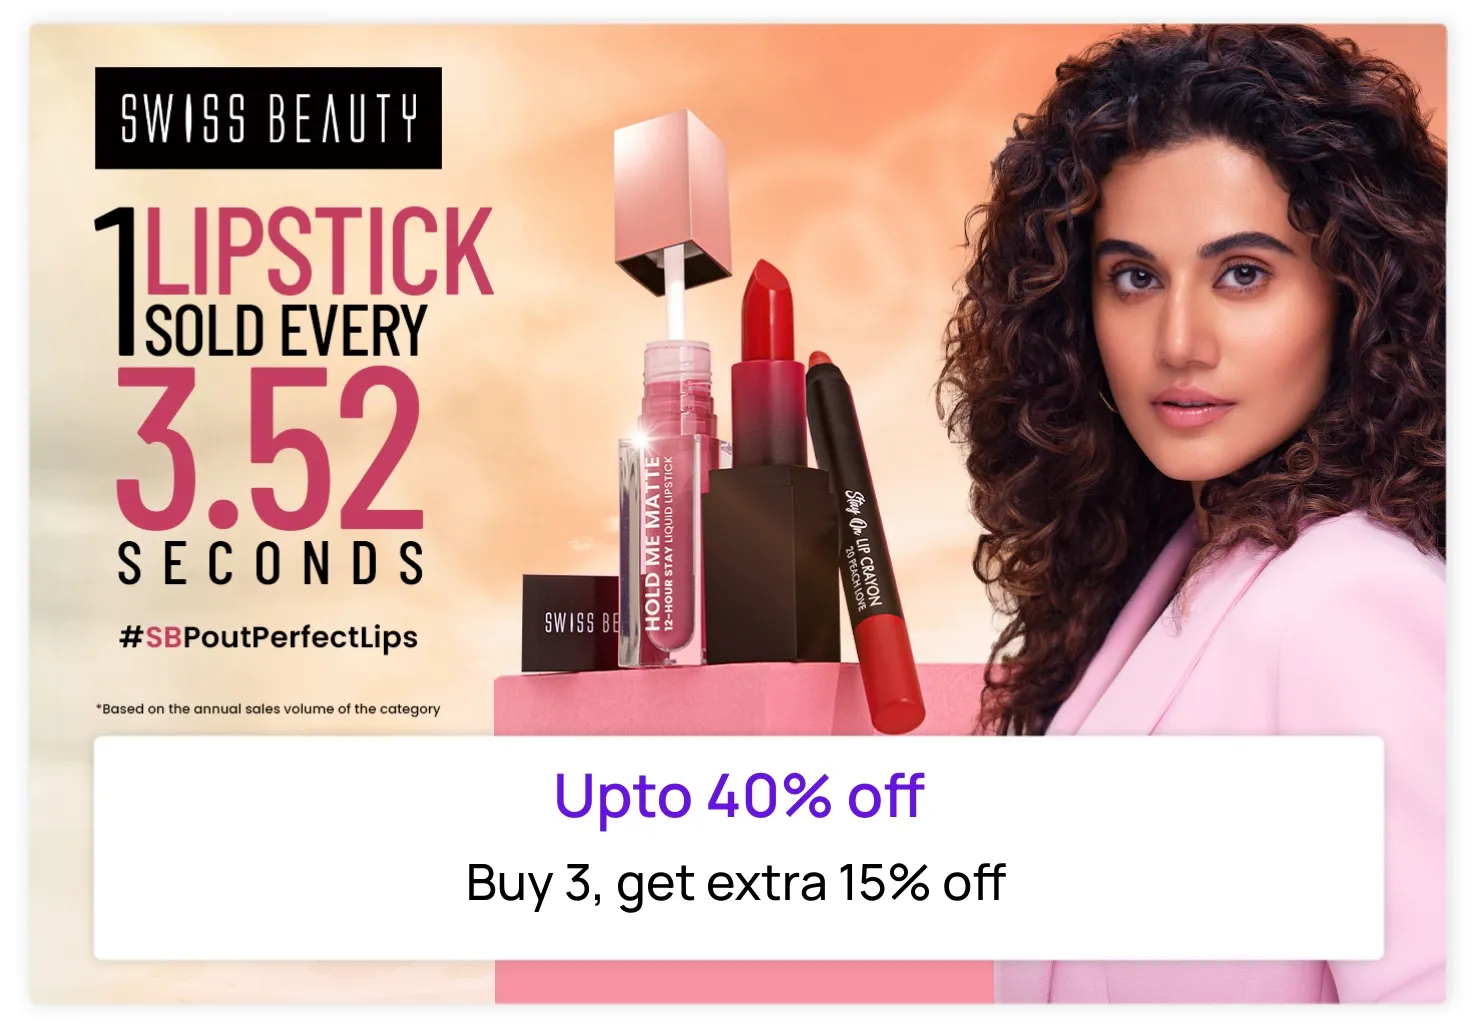 SWISS BEAUTY
1 LIPSTICK
SOLD EVERY
3.52
SECONDS
#SBPoutPerfectLips
*Based on the annual sales volume of the category
SWISS BE
HOLD ME MATTE
12-HOUR STAY LIQUID LIPSTICK
Stay On LIP CRAYON
20 PEACH LOVE
Upto 40% off
Buy 3, get extra 15% off